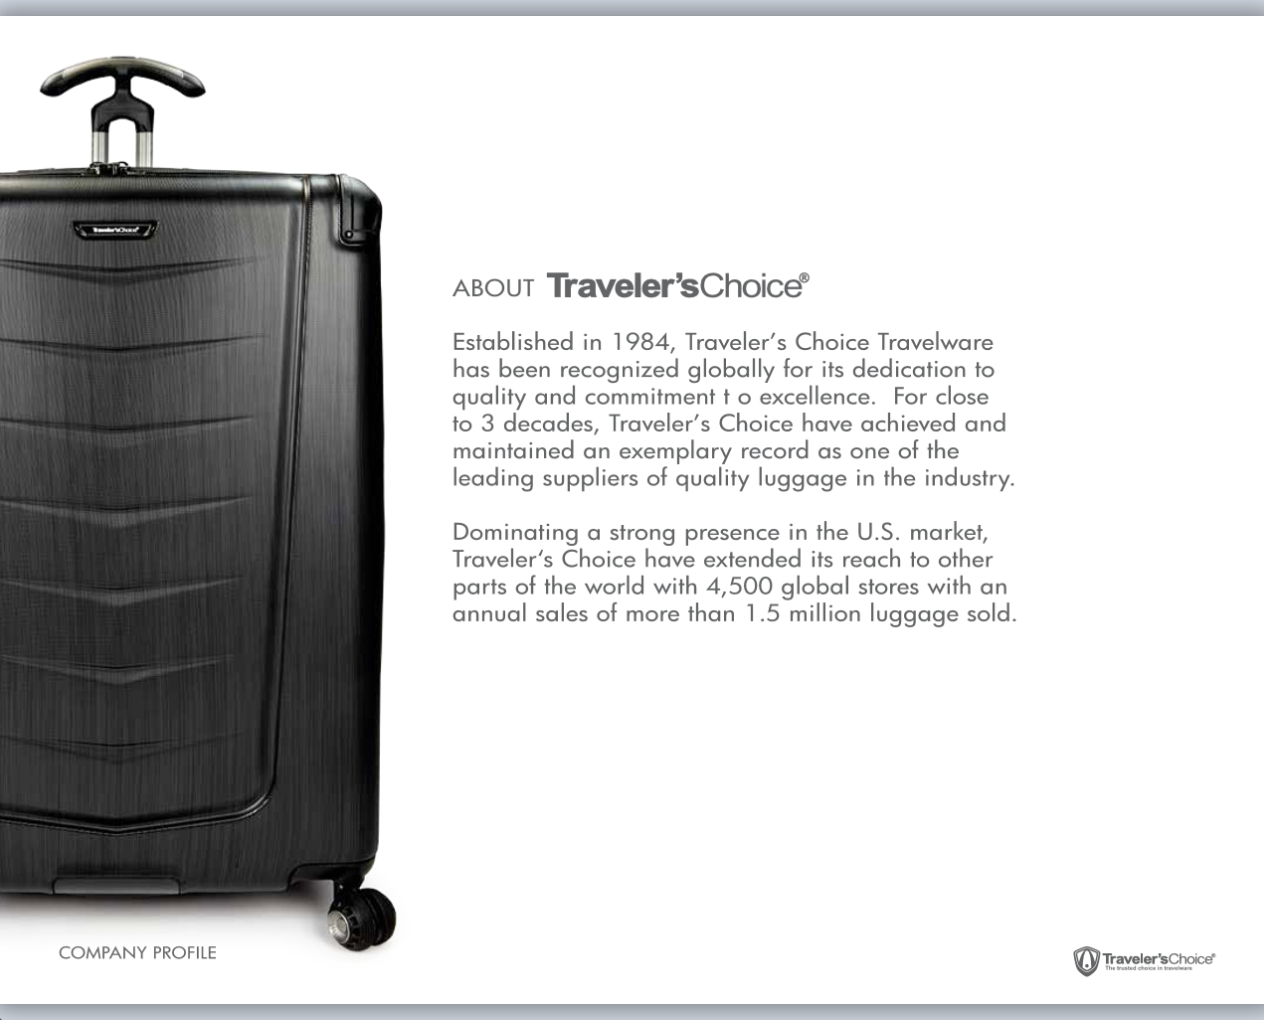 Traveler'sChoice®
ABOUT Traveler'sChoice®
Established in 1984, Traveler's Choice Travelware
has been recognized globally for its dedication to
quality and commitment t o excellence.  For close
to 3 decades, Traveler's Choice have achieved and
maintained an exemplary record as one of the
leading suppliers of quality luggage in the industry.
Dominating a strong presence in the U.S. market,
Traveler‘s Choice have extended its reach to other
parts of the world with 4,500 global stores with an
annual sales of more than 1.5 million luggage sold.
COMPANY PROFILE
Traveler'sChoice®
The trusted choice in travelware